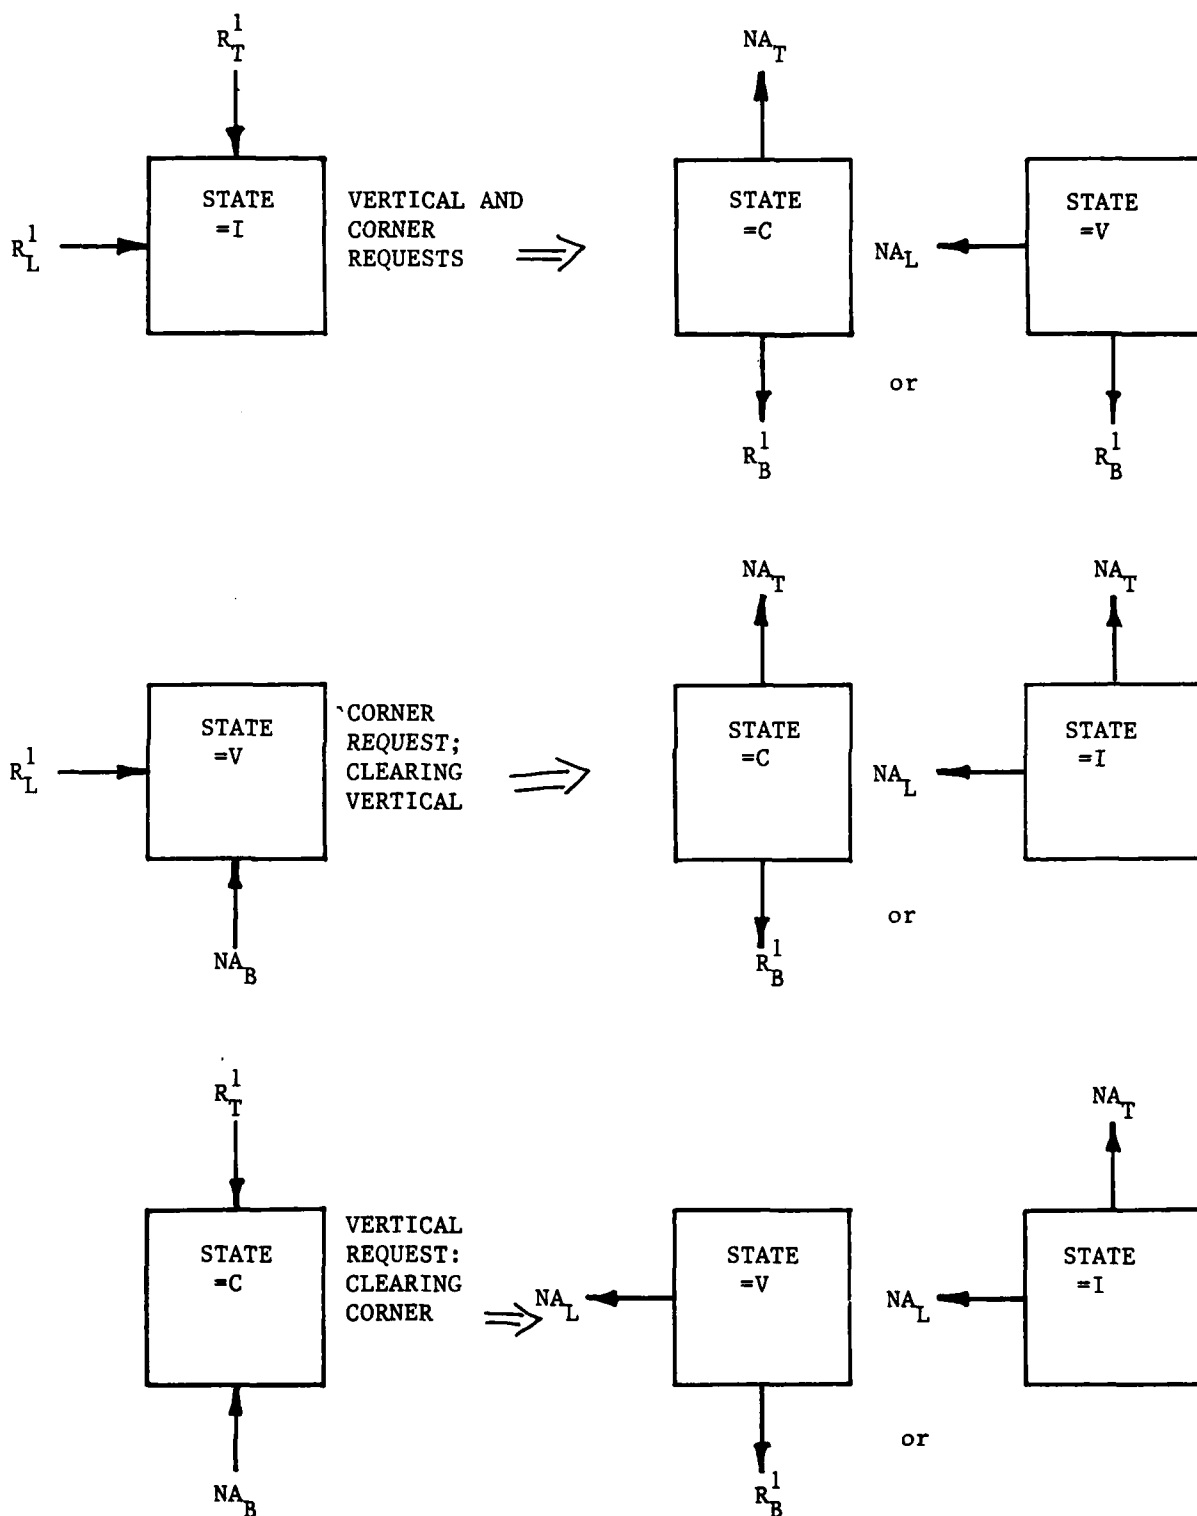 R_T^1
NA_T
STATE
=I
VERTICAL AND
CORNER
REQUESTS
R_L^1
STATE
=C
NA_L
STATE
=V
or
R_B^1
R_B^1
NA_T
NA_T
STATE
=V
CORNER
REQUEST;
CLEARING
VERTICAL
R_L^1
STATE
=C
NA_L
STATE
=I
or
NA_B
R_B^1
R_T^1
NA_T
STATE
=C
VERTICAL
REQUEST:
CLEARING
CORNER
NA_L
STATE
=V
NA_L
STATE
=I
or
NA_B
R_B^1